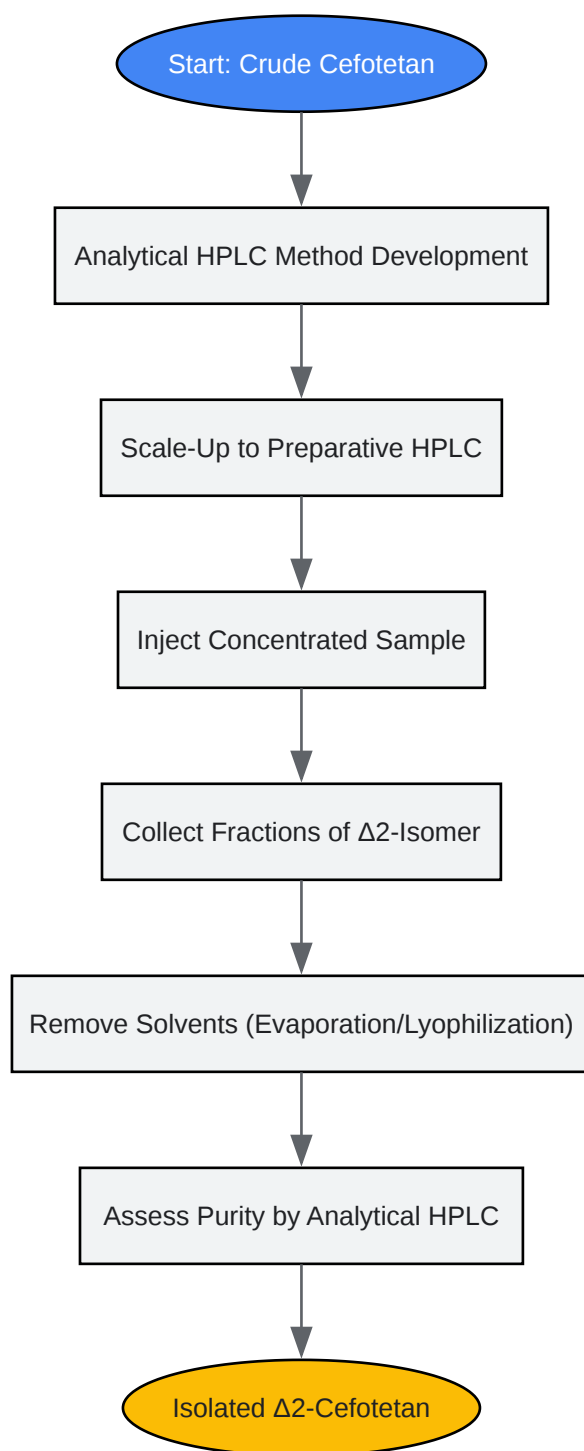 Start: Crude Cefotetan
Analytical HPLC Method Development
Scale-Up to Preparative HPLC
Inject Concentrated Sample
Collect Fractions of Δ2-Isomer
Remove Solvents (Evaporation/Lyophilization)
Assess Purity by Analytical HPLC
Isolated Δ2-Cefotetan